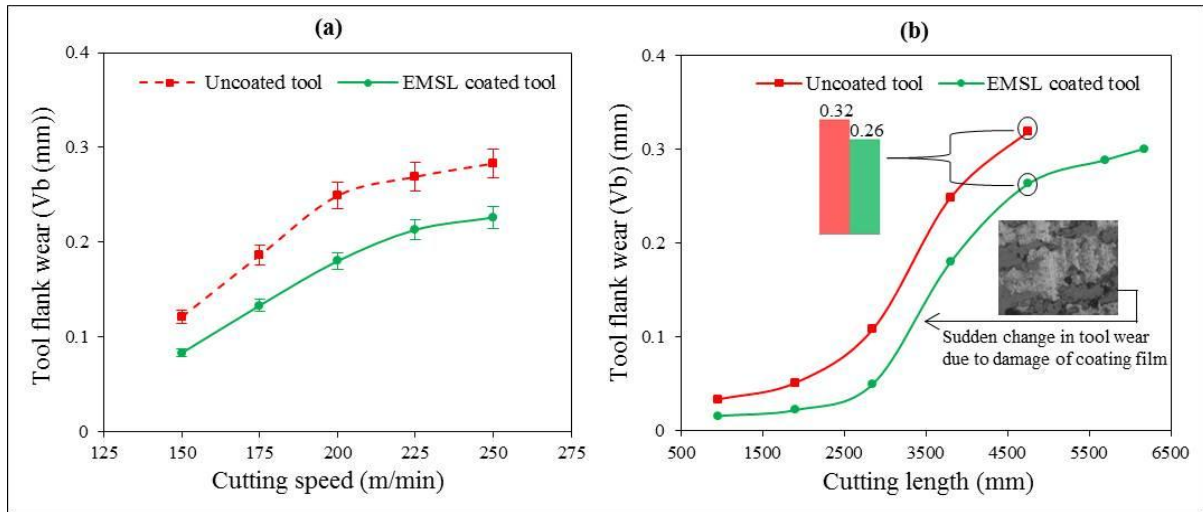 (a)
Uncoated tool
EMSL coated tool
Tool flank wear (Vb (mm))
0.4
0.3
0.2
0.1
0
125
150
175
200
225
250
275
Cutting speed (m/min)
(b)
Uncoated tool
EMSL coated tool
0.32
0.26
Tool flank wear (Vb) (mm)
0.4
0.3
0.2
0.1
0
Sudden change in tool wear
due to damage of coating film
500
1500
2500
3500
4500
5500
6500
Cutting length (mm)